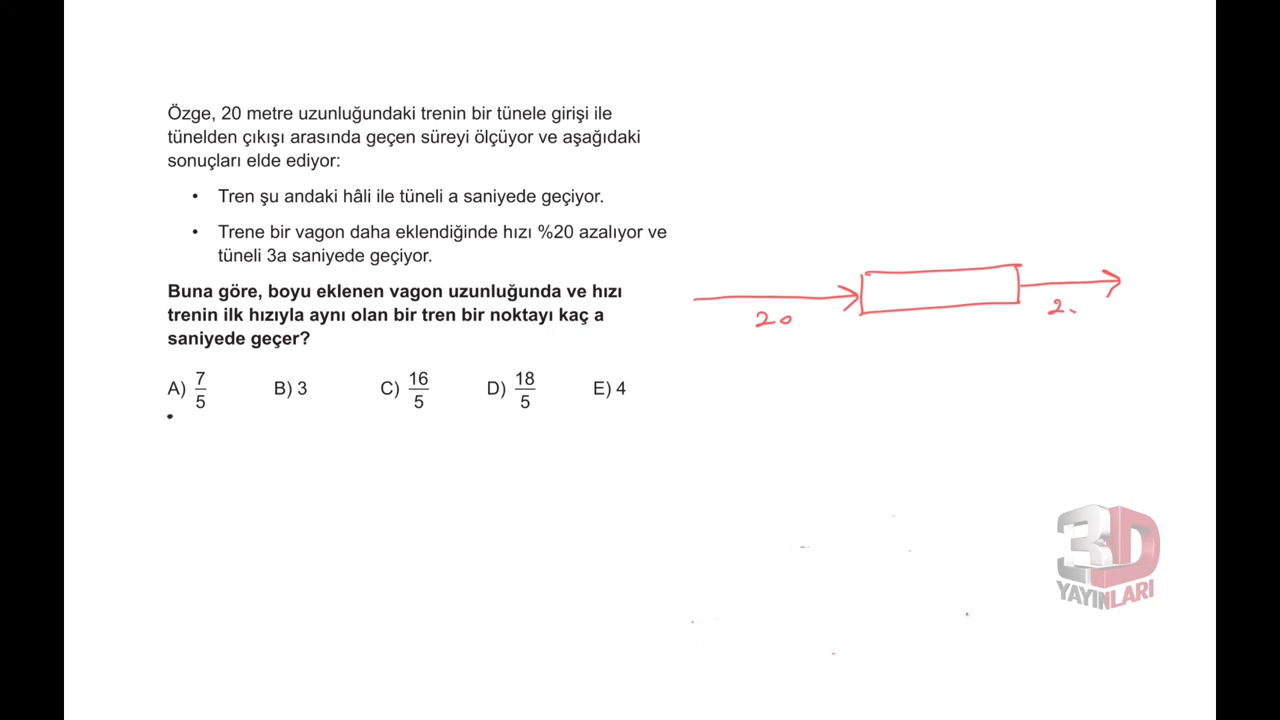 Özge, 20 metre uzunluğundaki trenin bir tünele girişi ile
tünelden çıkışı arasında geçen süreyi ölçüyor ve aşağıdaki
sonuçları elde ediyor:
• Tren şu andaki hâli ile tüneli a saniyede geçiyor.
• Trene bir vagon daha eklendiğinde hızı %20 azalıyor ve
tüneli 3a saniyede geçiyor.
Buna göre, boyu eklenen vagon uzunluğunda ve hızı
trenin ilk hızıyla aynı olan bir tren bir noktayı kaç a
saniyede geçer?
A) 7/5 B) 3 C) 16/5 D) 18/5 E) 4
20
2.
3D
YAYINLARI